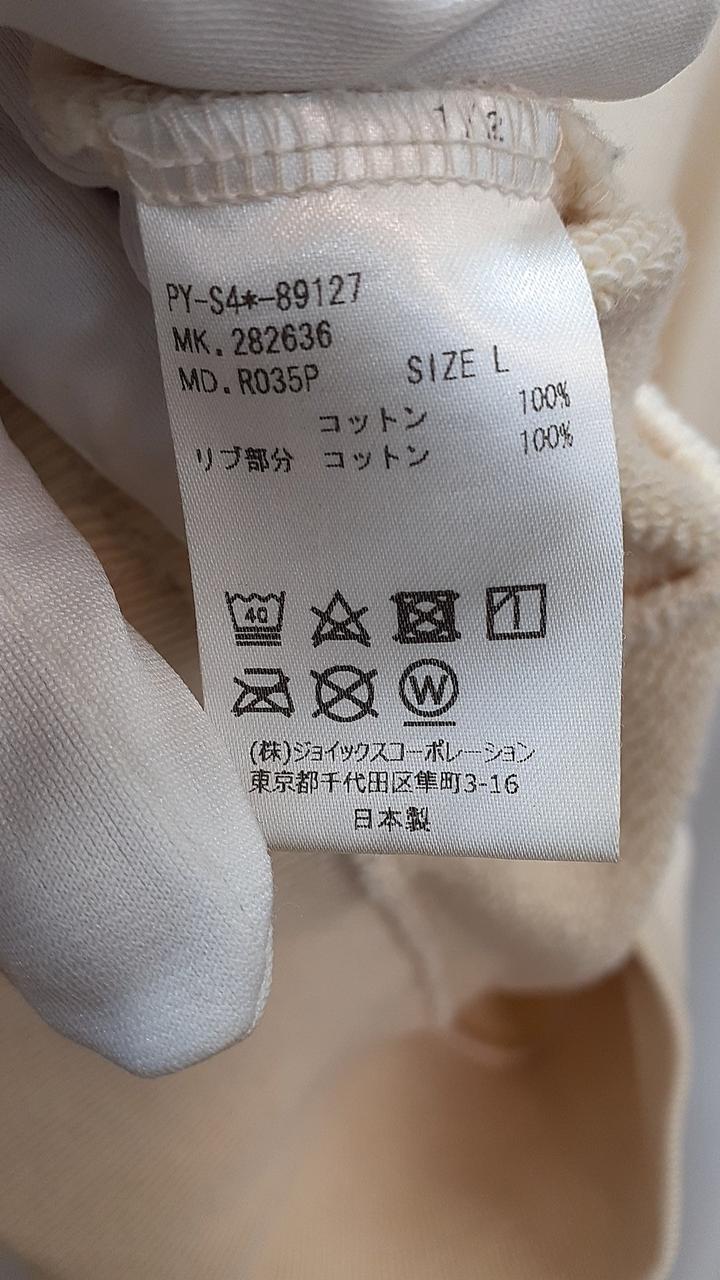 1/2
PY-S4*-89127
MK.282636
MD.R035P SIZE L
コットン 100%
リブ部分 コットン 100%
40
W
(株)ジョイックスコーポレーション
東京都千代田区隼町3-16
日本製